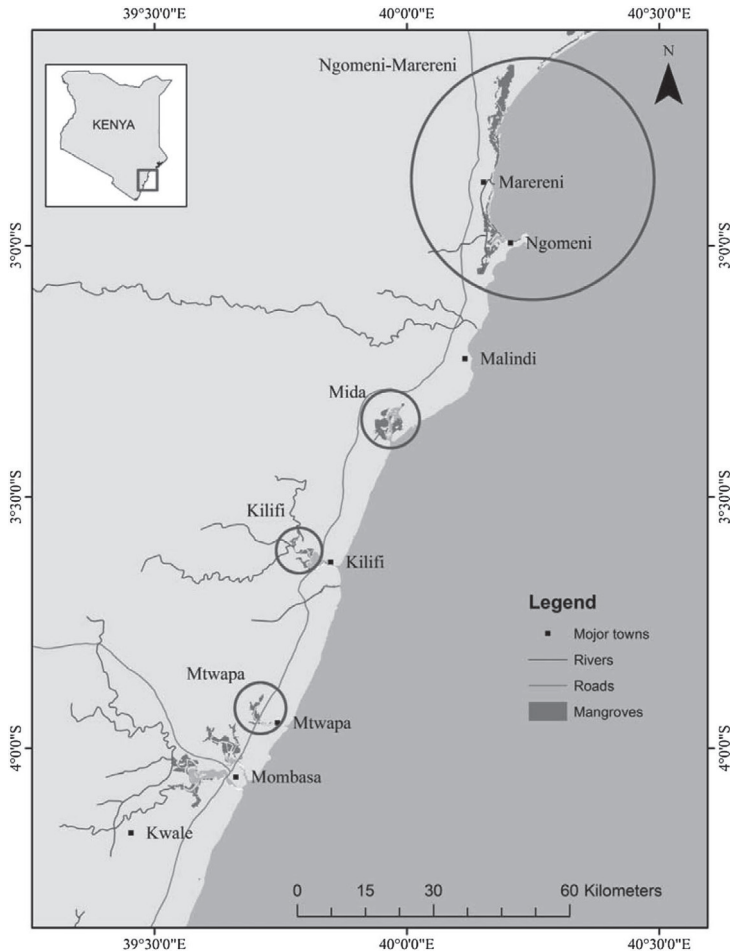 39°30'0"E 40°0'0"E 40°30'0"E
Ngomeni-Marereni
N
KENYA
Marereni
3°0'0"S 3°0'0"S
Ngomeni
Malindi
Mida
3°30'0"S 3°30'0"S
Kilifi
Kilifi
Legend
Mojor towns
Rivers
Roads
Mangroves
Mtwapa
Mtwapa
4°0'0"S 4°0'0"S
Mombasa
Kwale
0 15 30 60 Kilometers
39°30'0"E 40°0'0"E 40°30'0"E